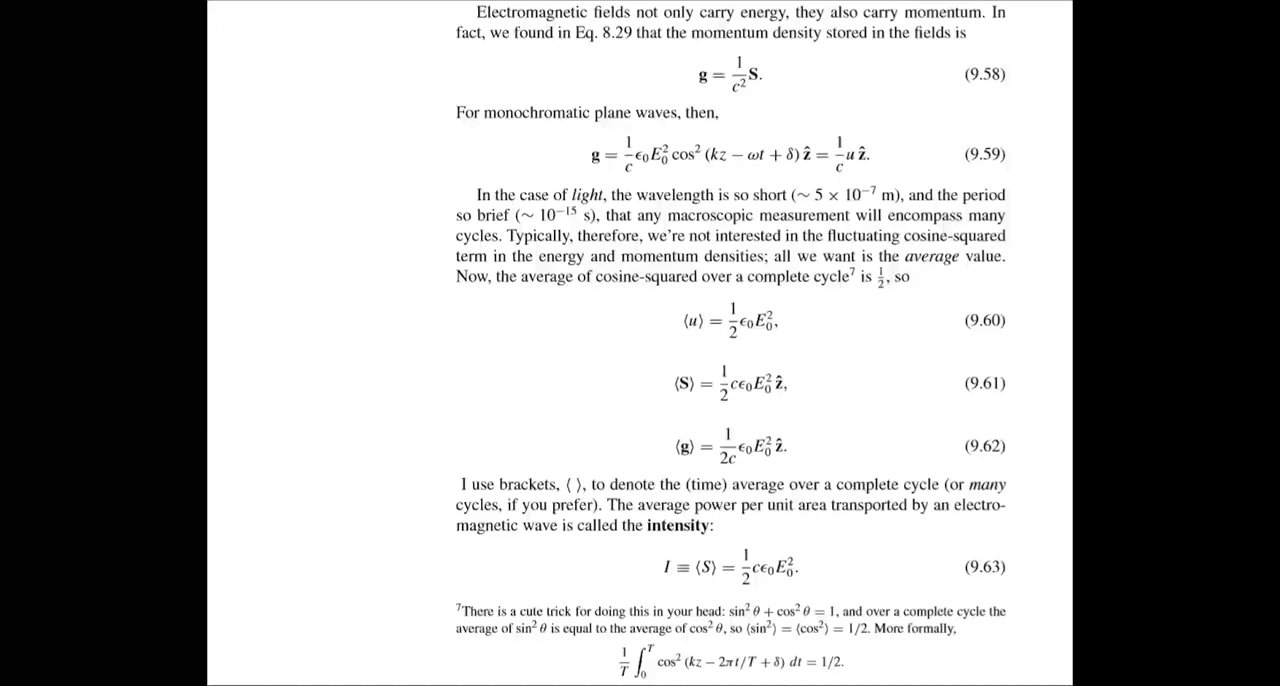 Electromagnetic fields not only carry energy, they also carry momentum. In
fact, we found in Eq. 8.29 that the momentum density stored in the fields is
g = 1/c² S. (9.58)
For monochromatic plane waves, then,
g = 1/c ϵ₀E₀² cos² (kz − ωt + δ) ẑ = 1/c u ẑ. (9.59)
In the case of light, the wavelength is so short (∼ 5 × 10⁻⁷ m), and the period
so brief (∼ 10⁻¹⁵ s), that any macroscopic measurement will encompass many
cycles. Typically, therefore, we're not interested in the fluctuating cosine-squared
term in the energy and momentum densities; all we want is the average value.
Now, the average of cosine-squared over a complete cycle⁷ is 1/2, so
⟨u⟩ = 1/2 ϵ₀E₀², (9.60)
⟨S⟩ = 1/2 cϵ₀E₀² ẑ, (9.61)
⟨g⟩ = 1/2c ϵ₀E₀² ẑ. (9.62)
I use brackets, ⟨ ⟩, to denote the (time) average over a complete cycle (or many
cycles, if you prefer). The average power per unit area transported by an electro-
magnetic wave is called the intensity:
I ≡ ⟨S⟩ = 1/2 cϵ₀E₀². (9.63)
⁷There is a cute trick for doing this in your head: sin² θ + cos² θ = 1, and over a complete cycle the
average of sin² θ is equal to the average of cos² θ, so ⟨sin²⟩ = ⟨cos²⟩ = 1/2. More formally,
1/T ∫₀ᵀ cos² (kz − 2πt/T + δ) dt = 1/2.